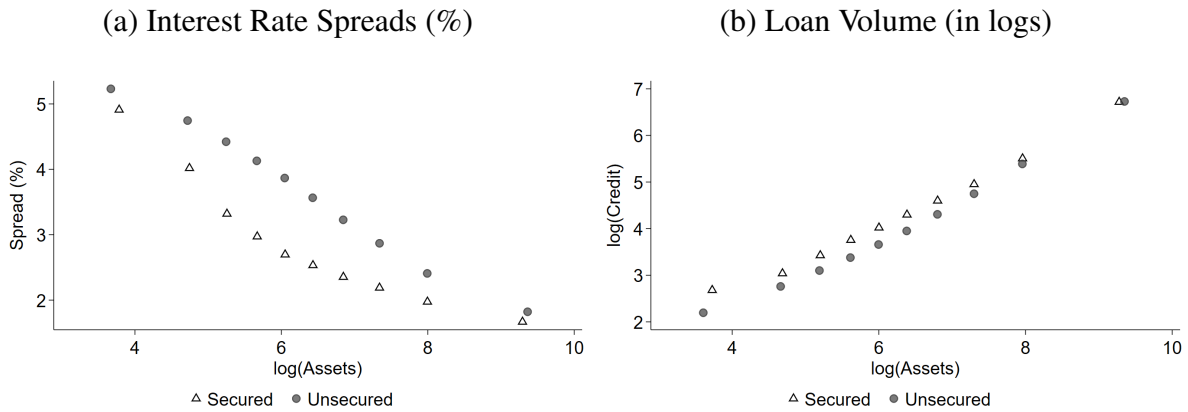 (a) Interest Rate Spreads (%)
Spread (%)
5
4
3
2
4 6 8 10
log(Assets)
Secured Unsecured
(b) Loan Volume (in logs)
log(Credit)
7
6
5
4
3
2
4 6 8 10
log(Assets)
Secured Unsecured